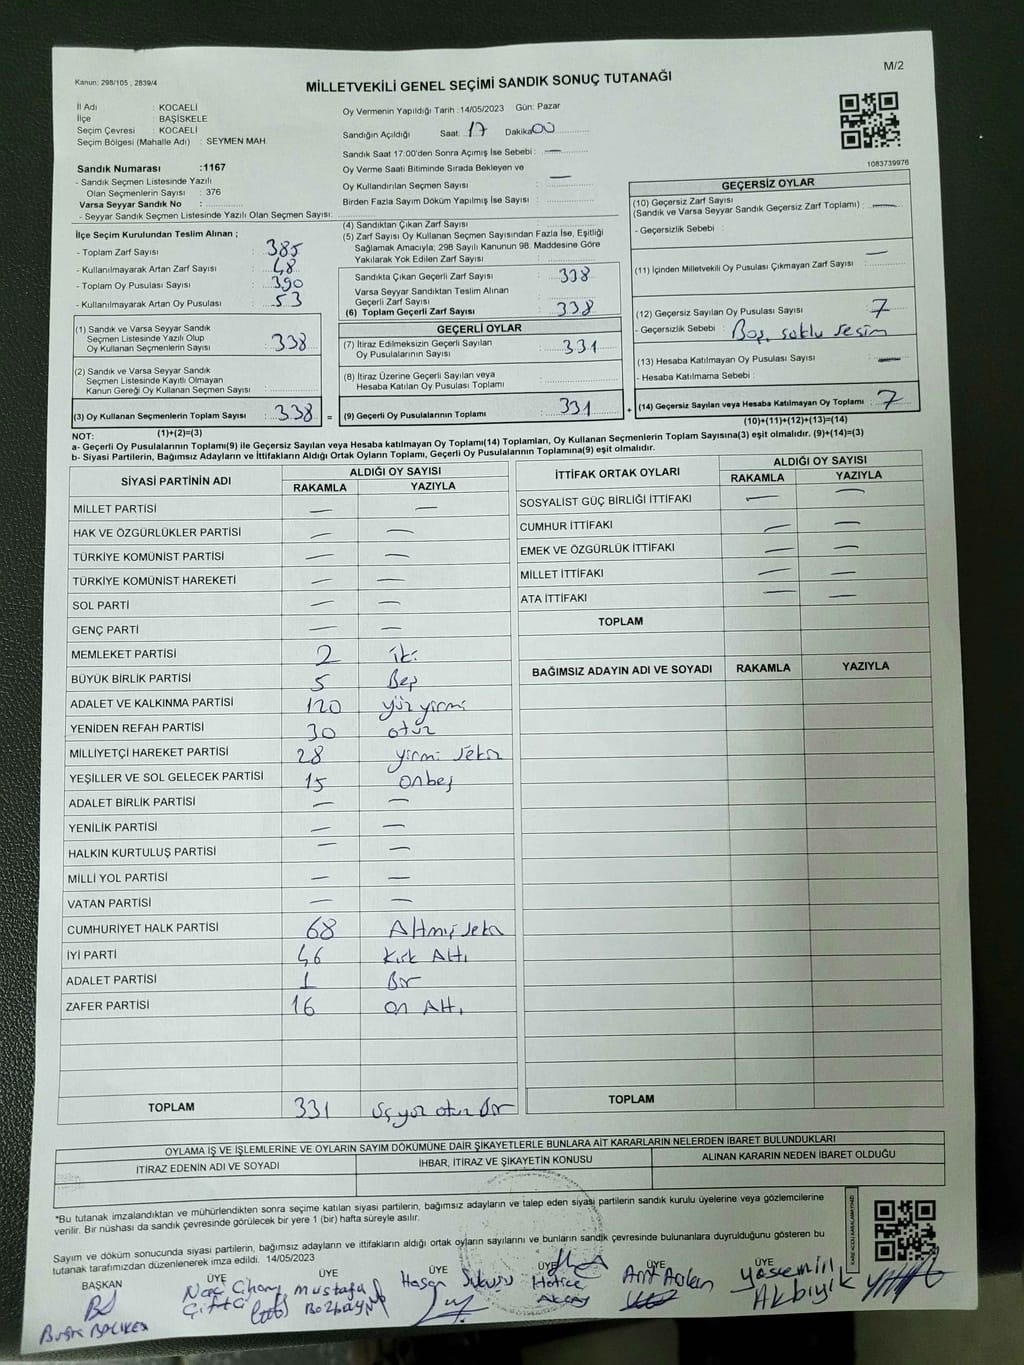 Kanun: 298/105 , 2839/4
M/2
MİLLETVEKİLİ GENEL SEÇİMİ SANDIK SONUÇ TUTANAĞI
İl Adı : KOCAELİ
İlçe : BAŞİSKELE
Seçim Çevresi : KOCAELİ
Seçim Bölgesi (Mahalle Adı) : SEYMEN MAH.
Sandık Numarası :1167
- Sandık Seçmen Listesinde Yazılı
Olan Seçmenlerin Sayısı : 376
Varsa Seyyar Sandık No :
- Seyyar Sandık Seçmen Listesinde Yazılı Olan Seçmen Sayısı:
Oy Vermenin Yapıldığı Tarih :14/05/2023 Gün: Pazar
Sandığın Açıldığı Saat: 17 Dakika: 00
Sandık Saat 17:00'den Sonra Açımış İse Sebebi : —
Oy Verme Saati Bitiminde Sırada Bekleyen ve
Oy Kullandırılan Seçmen Sayısı : —
Birden Fazla Sayım Döküm Yapılmış İse Sayısı :
1083739976
İlçe Seçim Kurulundan Teslim Alınan ;
- Toplam Zarf Sayısı : 385
- Kullanılmayarak Artan Zarf Sayısı : 48
- Toplam Oy Pusulası Sayısı : 390
- Kullanılmayarak Artan Oy Pusulası : 53
(1) Sandık ve Varsa Seyyar Sandık
Seçmen Listesinde Yazılı Olup
Oy Kullanan Seçmenlerin Sayısı : 338
(2) Sandık ve Varsa Seyyar Sandık
Seçmen Listesinde Kayıtlı Olmayan
Kanun Gereği Oy Kullanan Seçmen Sayısı :
(3) Oy Kullanan Seçmenlerin Toplam Sayısı : 338 =
(1)+(2)=(3)
(4) Sandıktan Çıkan Zarf Sayısı :
(5) Zarf Sayısı Oy Kullanan Seçmen Sayısından Fazla İse, Eşitliği
Sağlamak Amacıyla; 298 Sayılı Kanunun 98. Maddesine Göre
Yakılarak Yok Edilen Zarf Sayısı :
Sandıkta Çıkan Geçerli Zarf Sayısı : 338
Varsa Seyyar Sandıktan Teslim Alınan
Geçerli Zarf Sayısı :
(6) Toplam Geçerli Zarf Sayısı : 338
GEÇERLİ OYLAR
(7) İtiraz Edilmeksizin Geçerli Sayılan
Oy Pusulalarının Sayısı : 331
(8) İtiraz Üzerine Geçerli Sayılan veya
Hesaba Katılan Oy Pusulası Toplamı :
(9) Geçerli Oy Pusulalarının Toplamı : 331 +
GEÇERSİZ OYLAR
(10) Geçersiz Zarf Sayısı
(Sandık ve Varsa Seyyar Sandık Geçersiz Zarf Toplamı) : —
- Geçersizlik Sebebi :
(11) İçinden Milletvekili Oy Pusulası Çıkmayan Zarf Sayısı : —
(12) Geçersiz Sayılan Oy Pusulası Sayısı : 7
- Geçersizlik Sebebi : Boş,
(13) Hesaba Katılmayan Oy Pusulası Sayısı : —
- Hesaba Katılmama Sebebi :
(14) Geçersiz Sayılan veya Hesaba Katılmayan Oy Toplamı : 7
(10)+(11)+(12)+(13)=(14)
NOT:
a- Geçerli Oy Pusulalarının Toplamı(9) ile Geçersiz Sayılan veya Hesaba katılmayan Oy Toplamı(14) Toplamları, Oy Kullanan Seçmenlerin Toplam Sayısına(3) eşit olmalıdır. (9)+(14)=(3)
b- Siyasi Partilerin, Bağımsız Adayların ve İttifakların Aldığı Ortak Oyların Toplamı, Geçerli Oy Pusulalarının Toplamına(9) eşit olmalıdır.
SİYASİ PARTİNİN ADI ALDIĞI OY SAYISI
RAKAMLA YAZIYLA
MİLLET PARTİSİ — —
HAK VE ÖZGÜRLÜKLER PARTİSİ — —
TÜRKİYE KOMÜNİST PARTİSİ — —
TÜRKİYE KOMÜNİST HAREKETİ — —
SOL PARTİ — —
GENÇ PARTİ — —
MEMLEKET PARTİSİ 2 iki
BÜYÜK BİRLİK PARTİSİ 5 Beş
ADALET VE KALKINMA PARTİSİ 120 yüz yirmi
YENİDEN REFAH PARTİSİ 30 otuz
MİLLİYETÇİ HAREKET PARTİSİ 28 yirmi sekiz
YEŞİLLER VE SOL GELECEK PARTİSİ 15 onbeş
ADALET BİRLİK PARTİSİ — —
YENİLİK PARTİSİ — —
HALKIN KURTULUŞ PARTİSİ — —
MİLLİ YOL PARTİSİ — —
VATAN PARTİSİ — —
CUMHURİYET HALK PARTİSİ 68 Altmış sekiz
İYİ PARTİ 46 Kırk Altı
ADALET PARTİSİ 1 Bir
ZAFER PARTİSİ 16 on Altı
TOPLAM 331 üçyüz otuz Bir
İTTİFAK ORTAK OYLARI ALDIĞI OY SAYISI
RAKAMLA YAZIYLA
SOSYALİST GÜÇ BİRLİĞİ İTTİFAKI — —
CUMHUR İTTİFAKI — —
EMEK VE ÖZGÜRLÜK İTTİFAKI — —
MİLLET İTTİFAKI — —
ATA İTTİFAKI — —
TOPLAM
BAĞIMSIZ ADAYIN ADI VE SOYADI RAKAMLA YAZIYLA
TOPLAM
OYLAMA İŞ VE İŞLEMLERİNE VE OYLARIN SAYIM DÖKÜMÜNE DAİR ŞİKAYETLERLE BUNLARA AİT KARARLARIN NELERDEN İBARET BULUNDUKLARI
İTİRAZ EDENİN ADI VE SOYADI İHBAR, İTİRAZ VE ŞİKAYETİN KONUSU ALINAN KARARIN NEDEN İBARET OLDUĞU
*Bu tutanak imzalandıktan ve mühürlendikten sonra seçime katılan siyasi partilerin, bağımsız adayların ve talep eden siyasi partilerin sandık kurulu üyelerine veya gözlemcilerine
verilir. Bir nüshası da sandık çevresinde görülecek bir yere 1 (bir) hafta süreyle asılır.
Sayım ve döküm sonucunda siyasi partilerin, bağımsız adayların ve ittifakların aldığı ortak oyların sayılarını ve bunların sandık çevresinde bulunanlara duyrulduğunu gösteren bu
tutanak tarafımızdan düzenlenerek imza edildi. 14/05/2023
BAŞKAN ÜYE ÜYE ÜYE ÜYE ÜYE ÜYE
Mustafa Hasan Hatice Arif Yasemin
Akbıyık